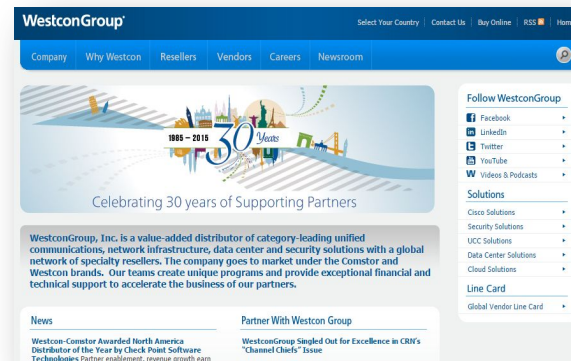 WestconGroup
Select Your Country | Contact Us | Buy Online | RSS | Hom
Company Why Westcon Resellers Vendors Careers Newsroom
1985 – 2015 30 Years
Celebrating 30 years of Supporting Partners
WestconGroup, Inc. is a value-added distributor of category-leading unified
communications, network infrastructure, data center and security solutions with a global
network of specialty resellers. The company goes to market under the Comstor and
Westcon brands. Our teams create unique programs and provide exceptional financial and
technical support to accelerate the business of our partners.
News
Westcon-Comstor Awarded North America
Distributor of the Year by Check Point Software
Technologies Partner enablement, revenue growth earn
Partner With Westcon Group
WestconGroup Singled Out for Excellence in CRN's
"Channel Chiefs" Issue
Follow WestconGroup
Facebook
LinkedIn
Twitter
YouTube
Videos & Podcasts
Solutions
Cisco Solutions
Security Solutions
UCC Solutions
Data Center Solutions
Cloud Solutions
Line Card
Global Vendor Line Card